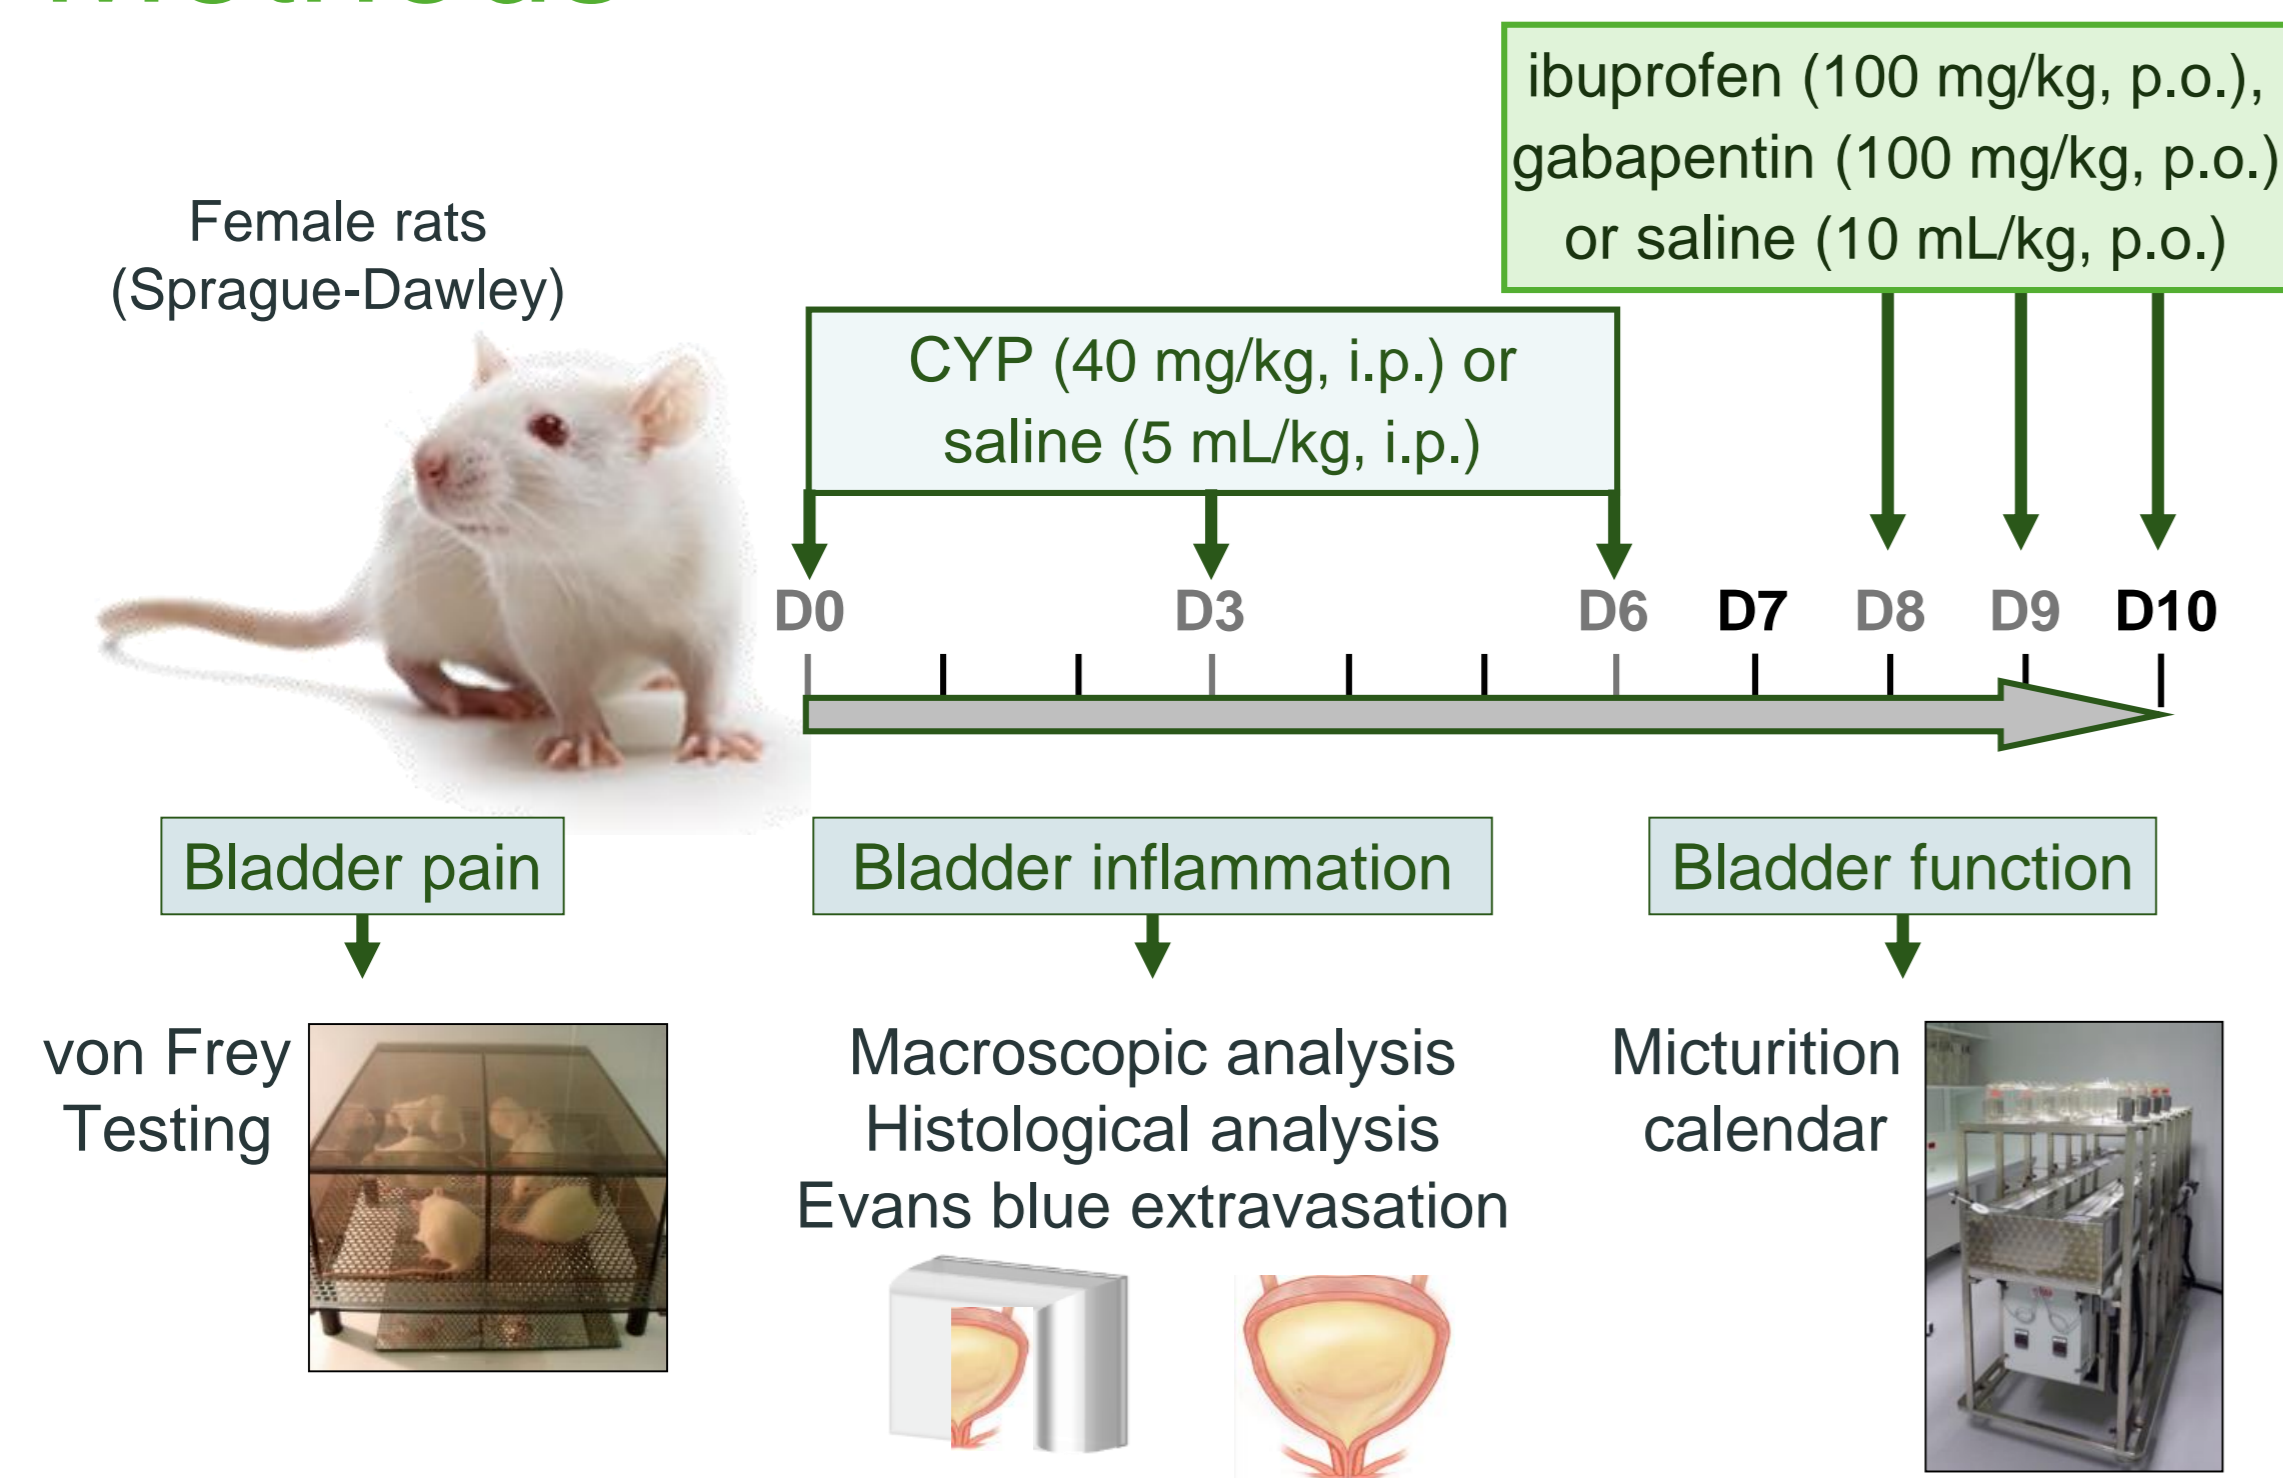 ibuprofen (100 mg/kg, p.o.),
gabapentin (100 mg/kg, p.o.)
or saline (10 mL/kg, p.o.)
Female rats
(Sprague-Dawley)
CYP (40 mg/kg, i.p.) or
saline (5 mL/kg, i.p.)
D0 D3 D6 D7 D8 D9 D10
Bladder pain
Bladder inflammation
Bladder function
von Frey
Testing
Macroscopic analysis
Histological analysis
Evans blue extravasation
Micturition
calendar